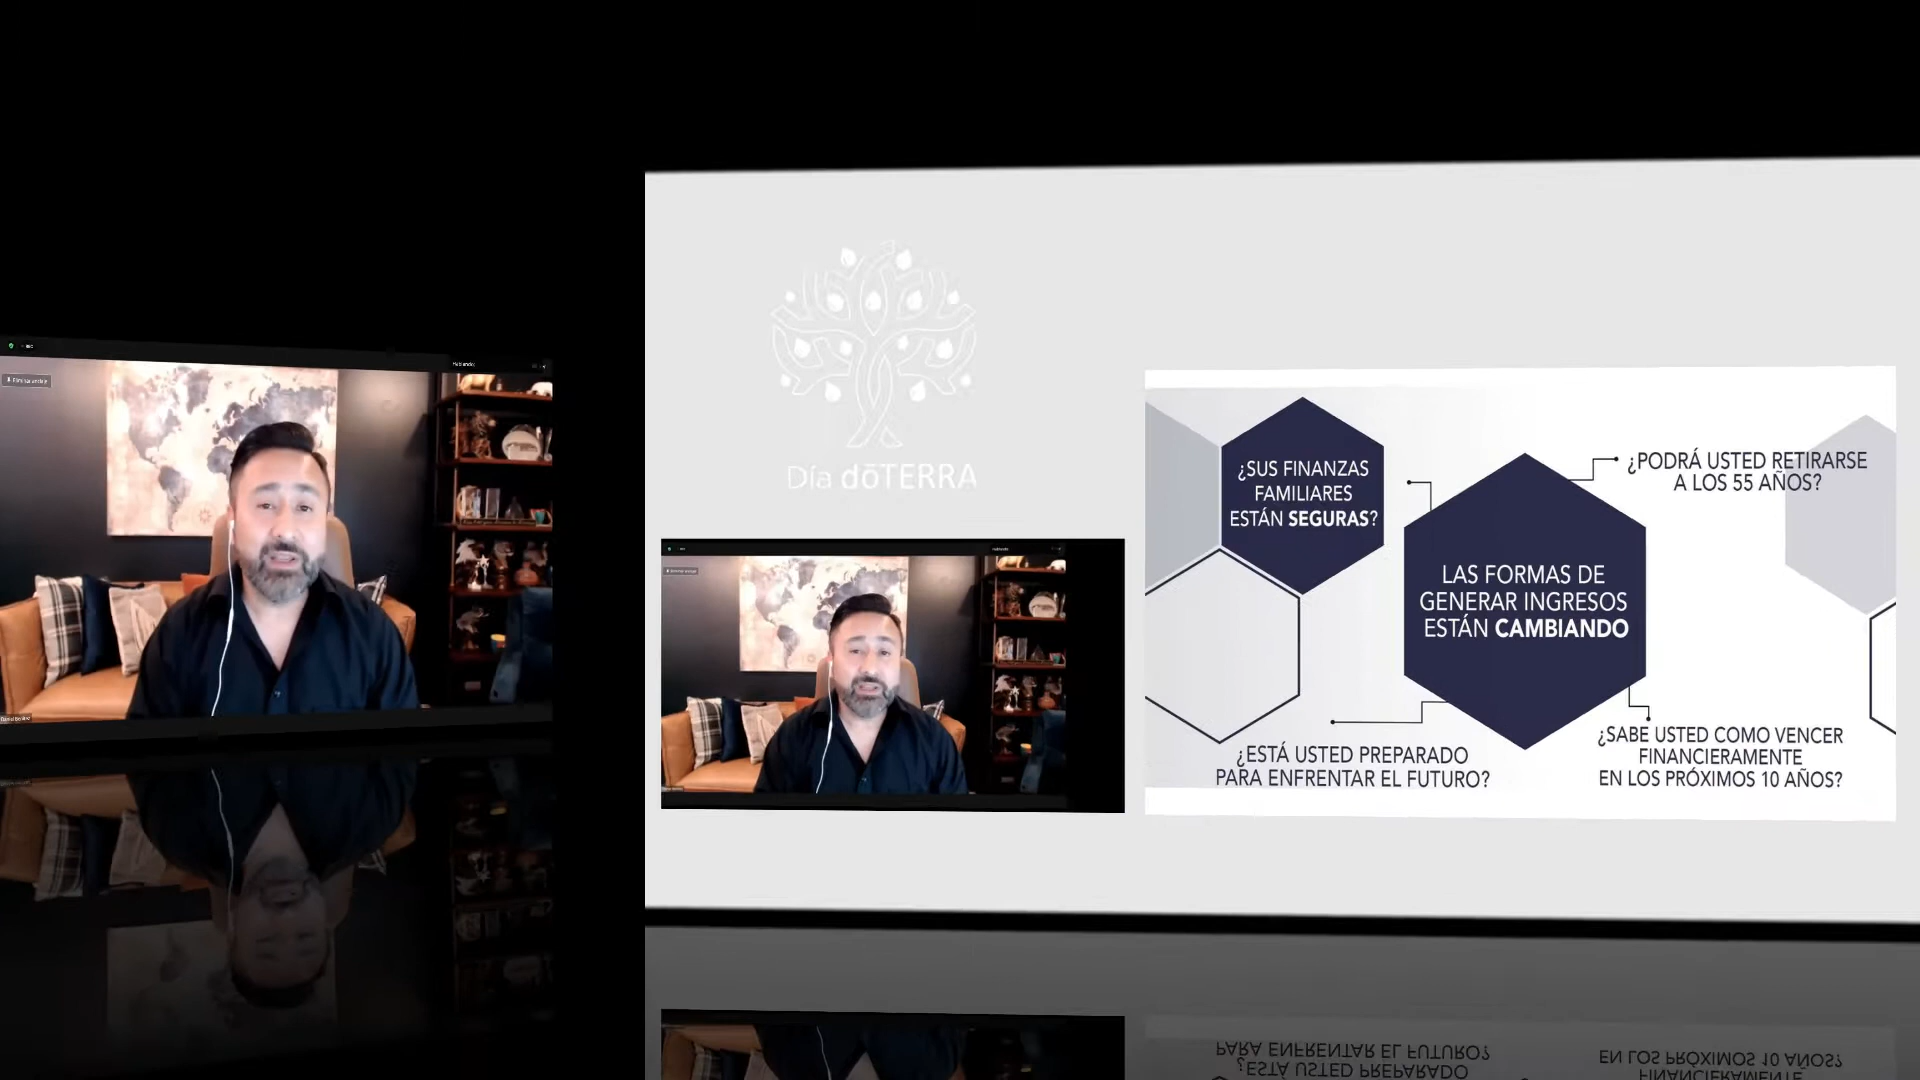 Día dōTERRA
¿SUS FINANZAS
FAMILIARES
ESTÁN SEGURAS?
LAS FORMAS DE
GENERAR INGRESOS
ESTÁN CAMBIANDO
¿PODRÁ USTED RETIRARSE
A LOS 55 AÑOS?
¿ESTÁ USTED PREPARADO
PARA ENFRENTAR EL FUTURO?
¿SABE USTED COMO VENCER
FINANCIERAMENTE
EN LOS PRÓXIMOS 10 AÑOS?